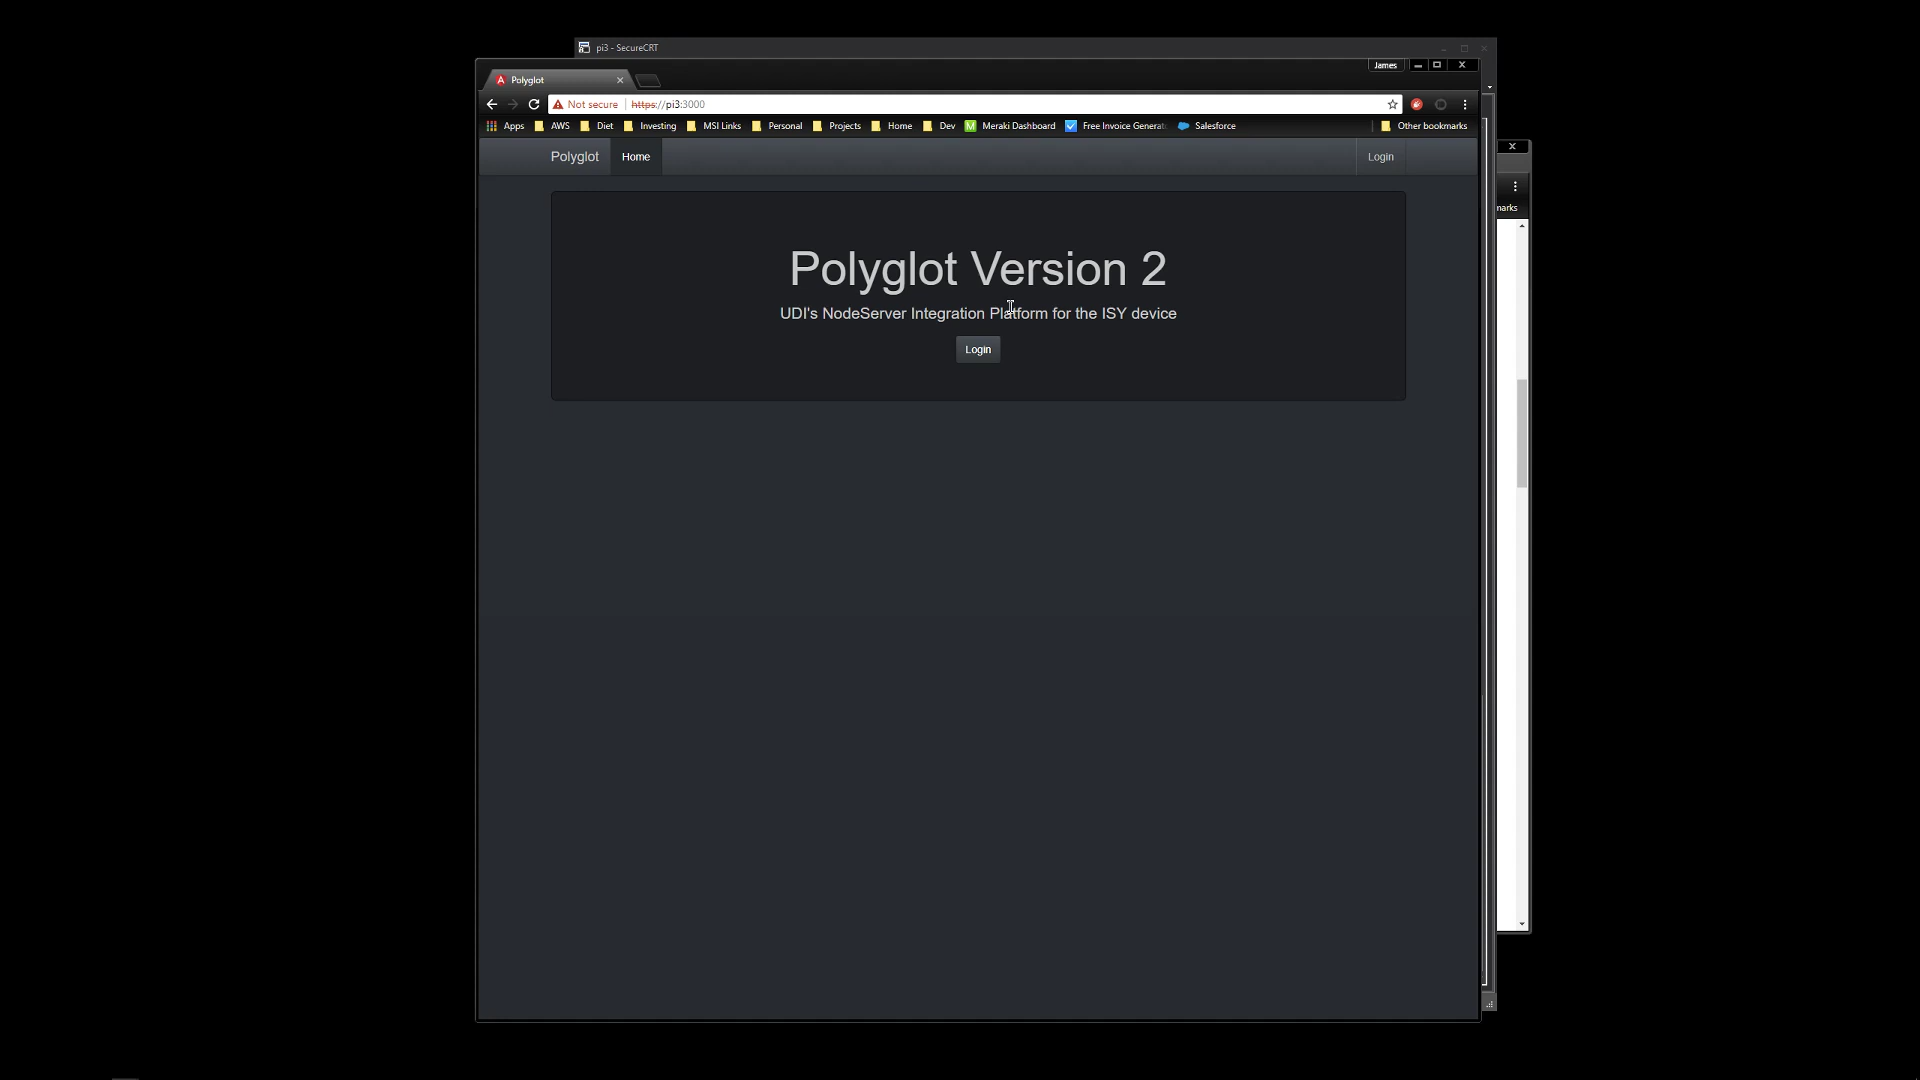 pi3 - SecureCRT
James
Polyglot
Not secure https://pi3:3000
Apps AWS Diet Investing MSI Links Personal Projects Home Dev Meraki Dashboard Free Invoice Generat Salesforce Other bookmarks
Polyglot Home Login
marks
Polyglot Version 2
UDI's NodeServer Integration Platform for the ISY device
Login